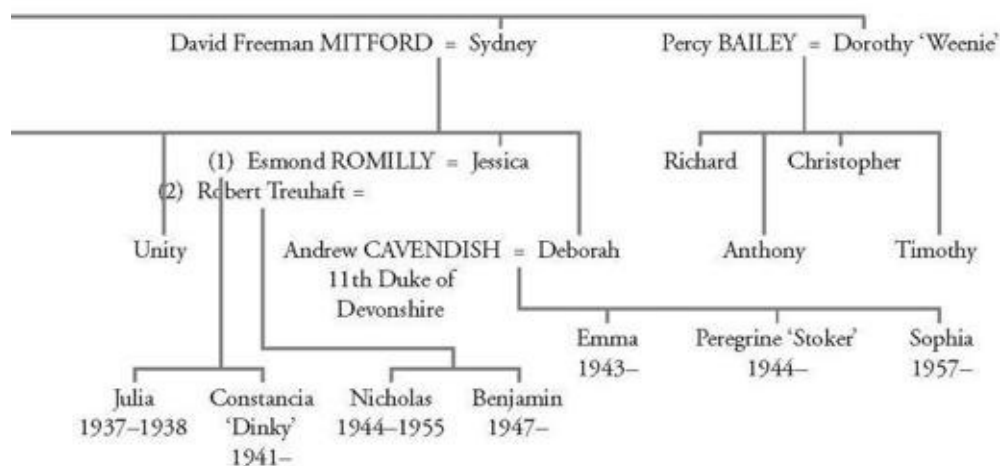 David Freeman MITFORD = Sydney
Percy BAILEY = Dorothy ‘Weenie’
(1) Esmond ROMILLY = Jessica
(2) Robert Treuhaft =
Richard
Christopher
Unity
Andrew CAVENDISH = Deborah
11th Duke of
Devonshire
Anthony
Timothy
Emma
1943–
Peregrine ‘Stoker’
1944–
Sophia
1957–
Julia
1937–1938
Constancia
‘Dinky’
1941–
Nicholas
1944–1955
Benjamin
1947–